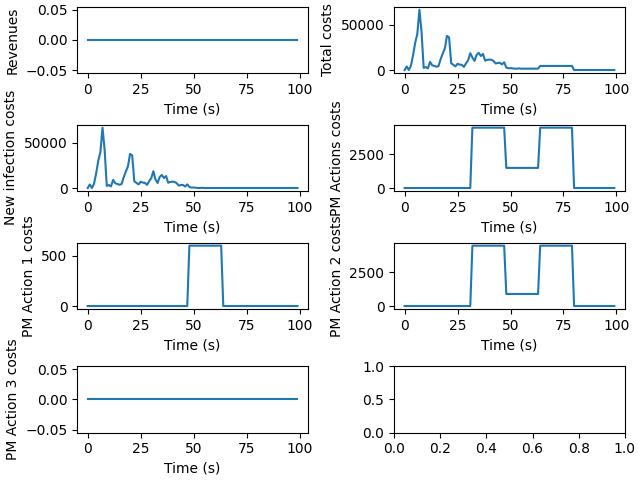 Revenues
0.05
0.00
−0.05
0 25 50 75 100
Time (s)
Total costs
50000
0
0 25 50 75 100
Time (s)
New infection costs
50000
0
0 25 50 75 100
Time (s)
PM Actions costs
2500
0
0 25 50 75 100
Time (s)
PM Action 1 costs
500
0
0 25 50 75 100
Time (s)
PM Action 2 costs
2500
0
0 25 50 75 100
Time (s)
PM Action 3 costs
0.05
0.00
−0.05
0 25 50 75 100
Time (s)
1.0
0.5
0.0
0.0 0.2 0.4 0.6 0.8 1.0